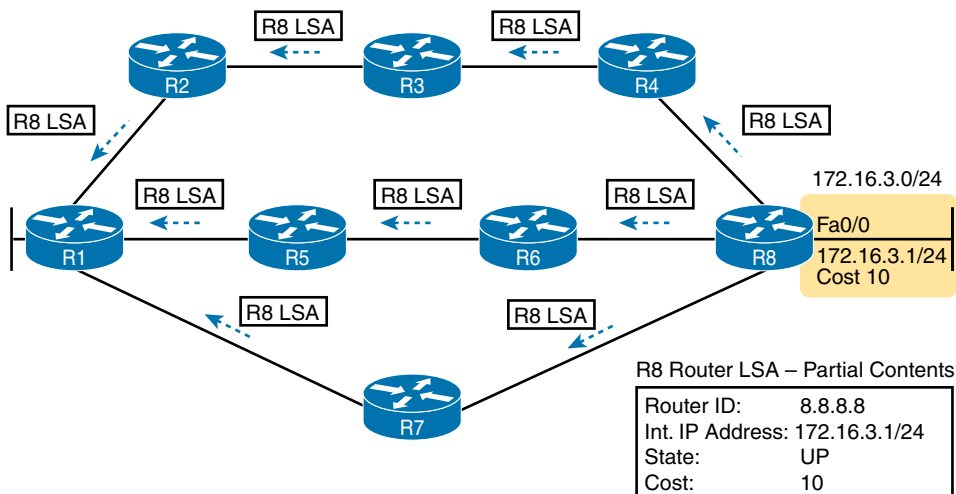 R8 LSA
R8 LSA
R2
R3
R4
R8 LSA
R8 LSA
172.16.3.0/24
R8 LSA
R8 LSA
R8 LSA
Fa0/0
R1
R5
R6
R8
172.16.3.1/24
Cost 10
R8 LSA
R8 LSA
R7
R8 Router LSA – Partial Contents
Router ID: 8.8.8.8
Int. IP Address: 172.16.3.1/24
State: UP
Cost: 10